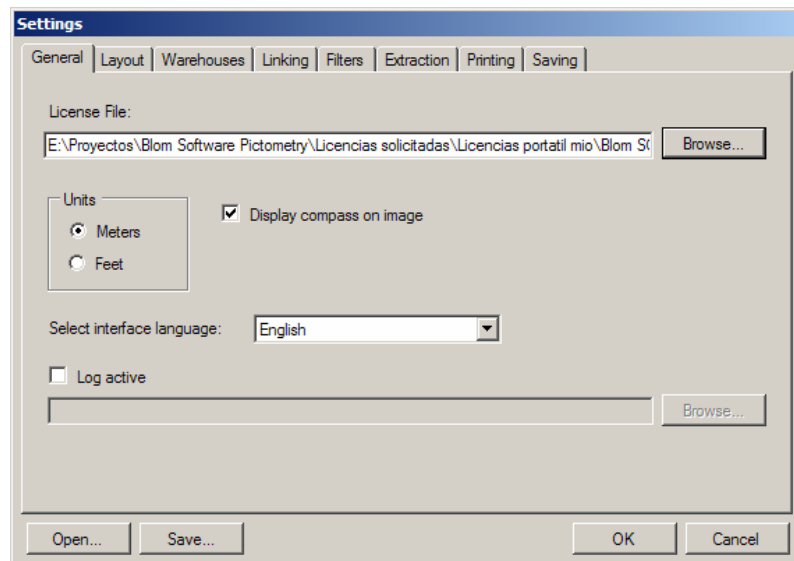 Settings
General Layout Warehouses Linking Filters Extraction Printing Saving
License File:
E:\Proyectos\Blom Software Pictometry\Licencias solicitadas\Licencias portatil mio\Blom S Browse...
Units
Display compass on image
Meters
Feet
Select interface language: English
Log active
Browse...
Open... Save... OK Cancel